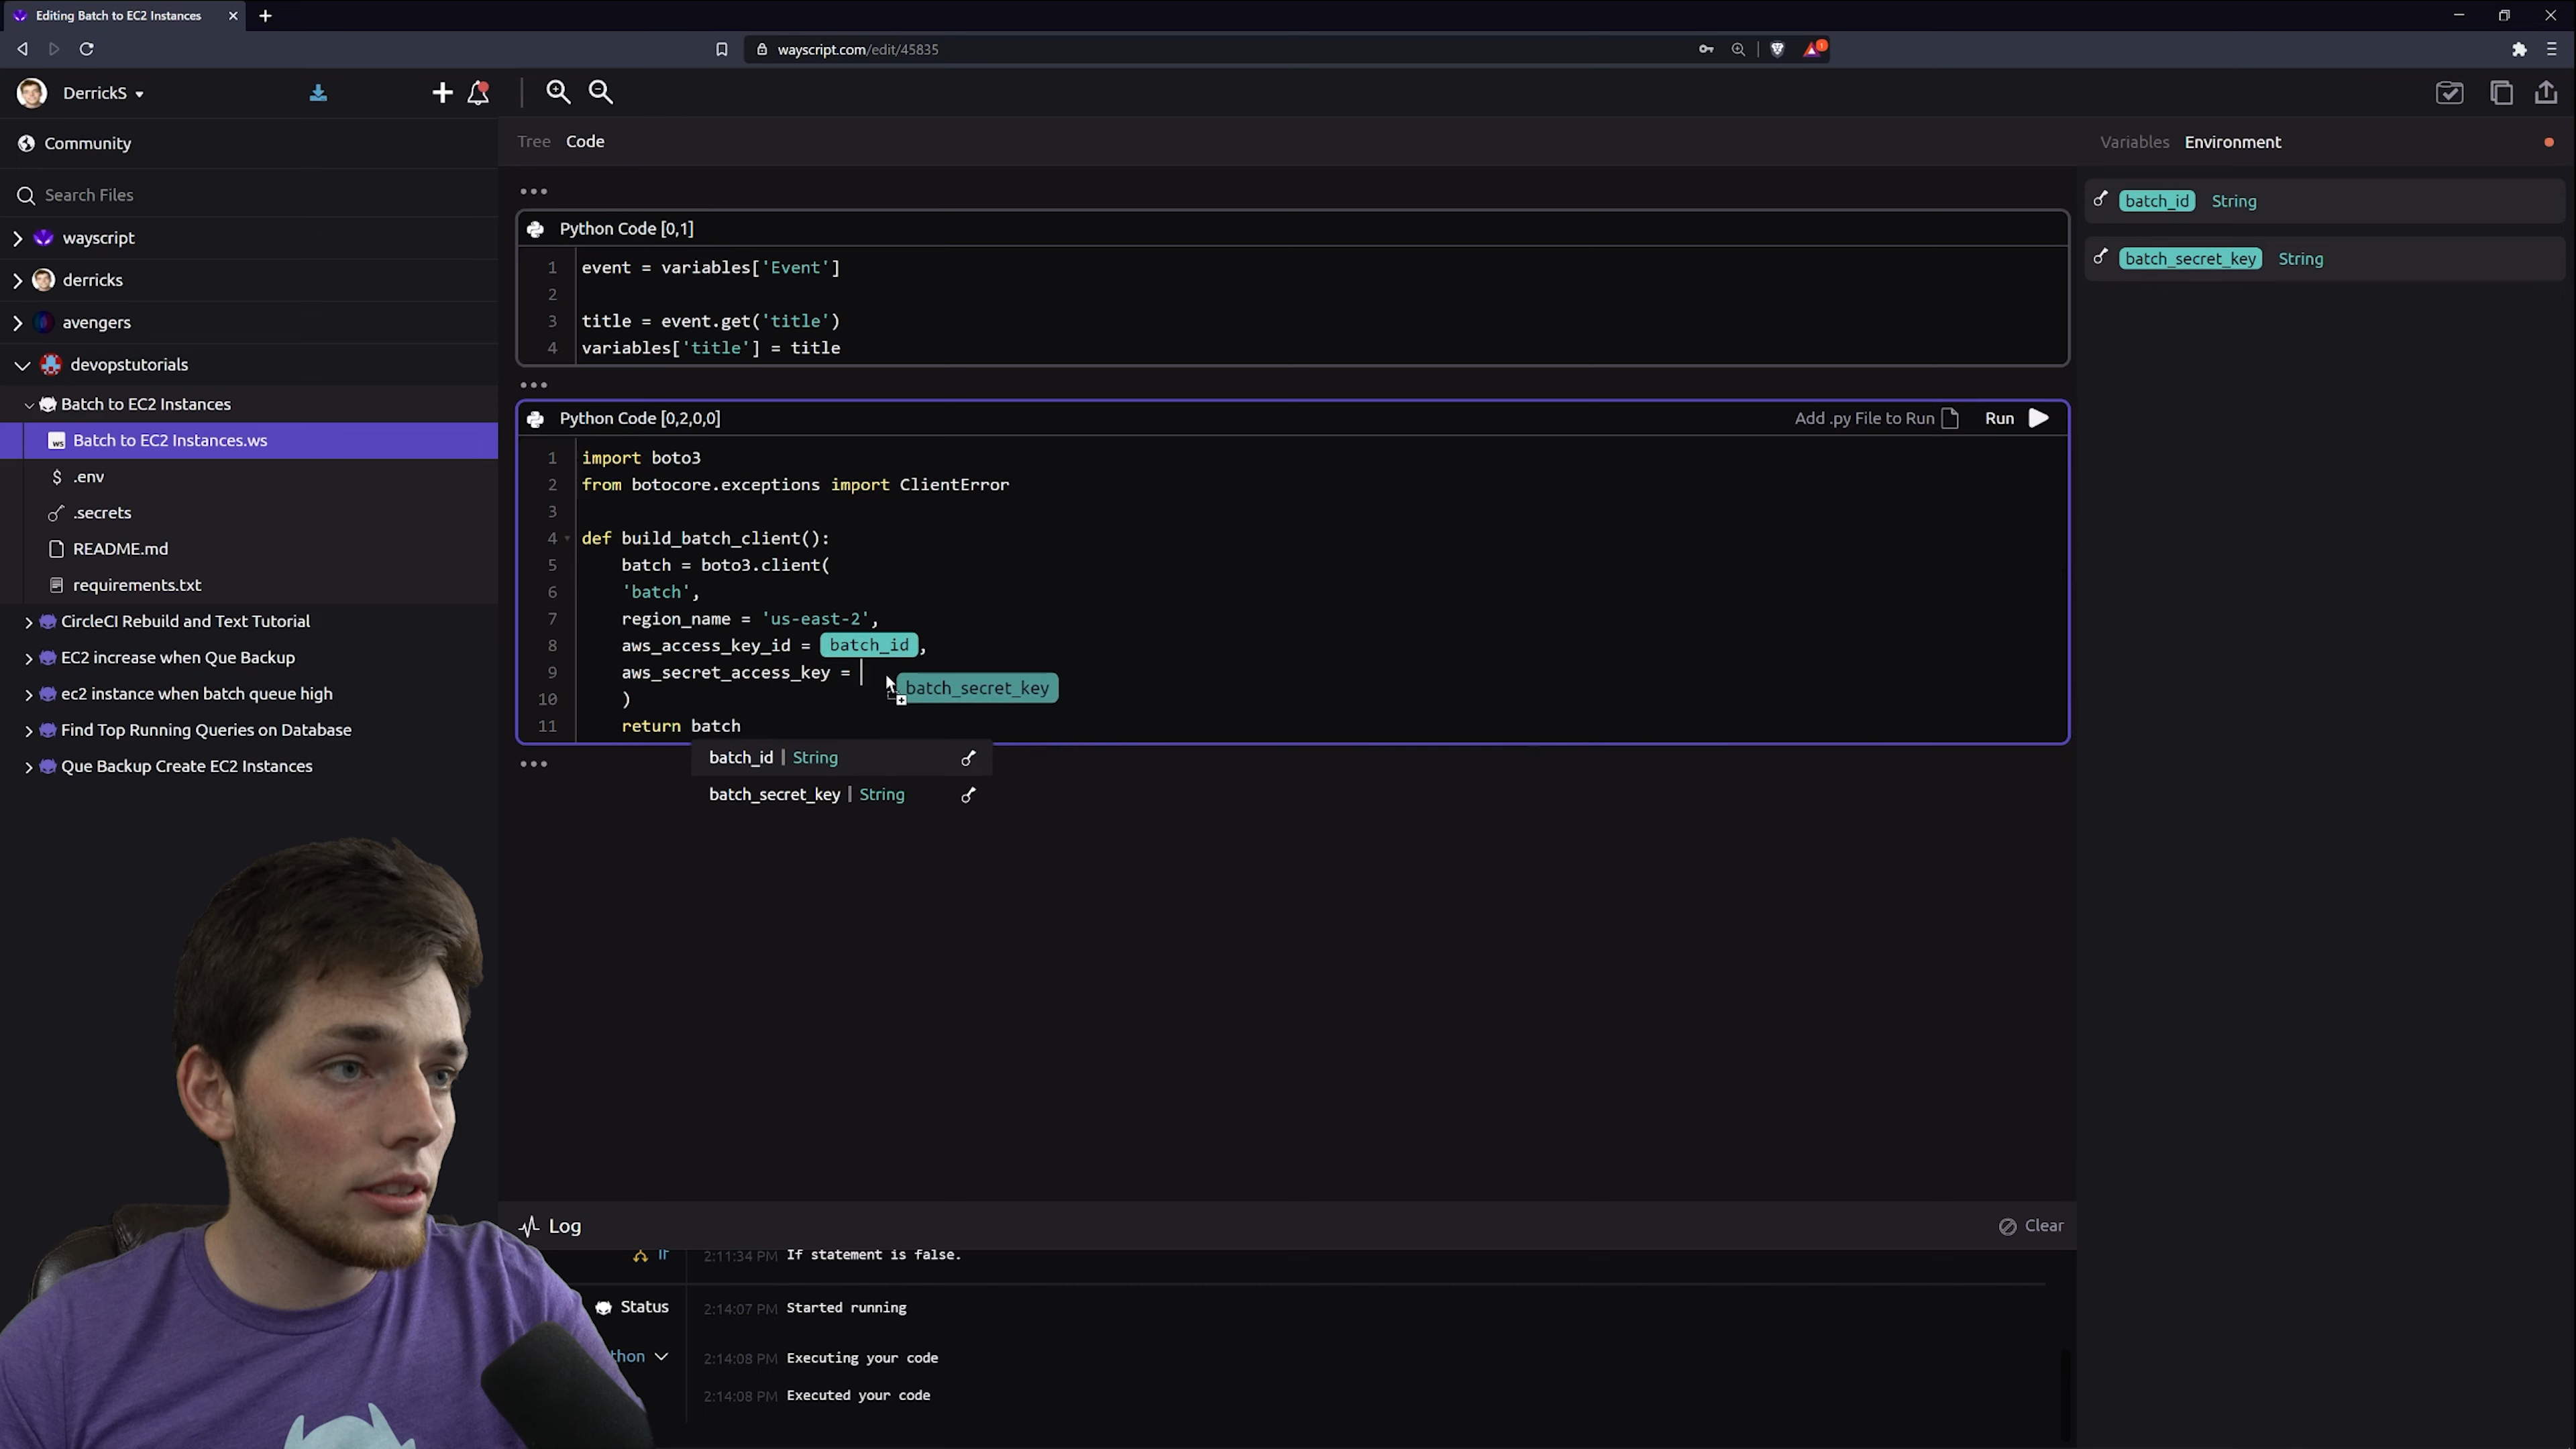 Editing Batch to EC2 Instances
wayscript.com/edit/45835
1
DerrickS
Community
Search Files
wayscript
derricks
avengers
devopstutorials
Batch to EC2 Instances
ws Batch to EC2 Instances.ws
$ .env
.secrets
README.md
requirements.txt
CircleCI Rebuild and Text Tutorial
EC2 increase when Que Backup
ec2 instance when batch queue high
Find Top Running Queries on Database
Que Backup Create EC2 Instances
Tree Code
Python Code [0,1]
1 event = variables['Event']
2
3 title = event.get('title')
4 variables['title'] = title
Python Code [0,2,0,0] Add .py File to Run Run
1 import boto3
2 from botocore.exceptions import ClientError
3
4 def build_batch_client():
5 batch = boto3.client(
6 'batch',
7 region_name = 'us-east-2',
8 aws_access_key_id = batch_id,
9 aws_secret_access_key = batch_secret_key
10 )
11 return batch
batch_id | String
batch_secret_key | String
Log Clear
If 2:11:34 PM If statement is false.
Status 2:14:07 PM Started running
thon 2:14:08 PM Executing your code
2:14:08 PM Executed your code
Variables Environment
batch_id String
batch_secret_key String